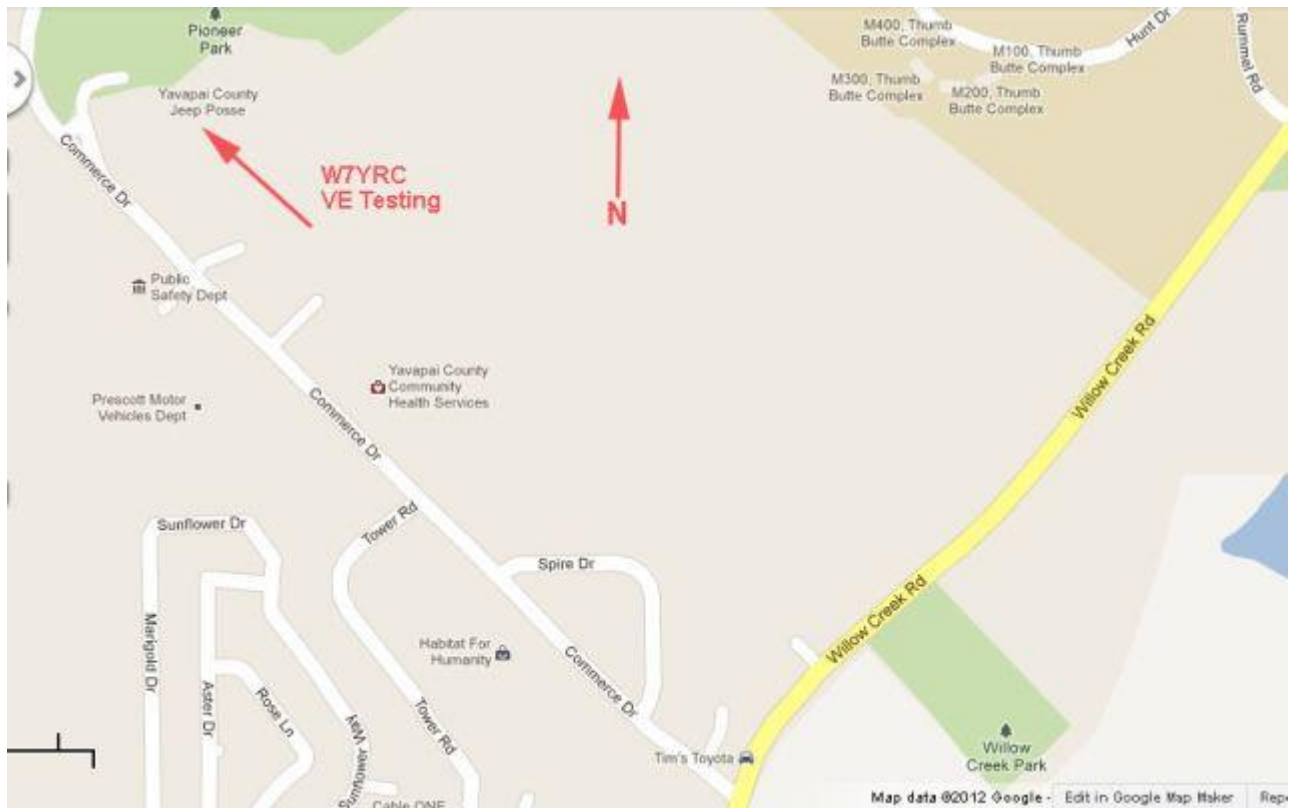 Pioneer
Park
Yavapai County
Jeep Posse
M400, Thumb
Butte Complex
M100, Thumb
Butte Complex
M300, Thumb
Butte Complex
M200, Thumb
Butte Complex
Hunt Dr
Rummel Rd
Commerce Dr
W7YRC
VE Testing
N
Public
Safety Dept
Yavapai County
Community
Health Services
Prescott Motor
Vehicles Dept
Commerce Dr
Willow Creek Rd
Sunflower Dr
Tower Rd
Spire Dr
Willow Creek Rd
Marigold Dr
Aster Dr
Rose Ln
Habitat For
Humanity
Commerce Dr
Tower Rd
Sunflower Way
Tim's Toyota
Willow
Creek Park
Cable ONE
Map data ©2012 Google - Edit in Google Map Maker Rep